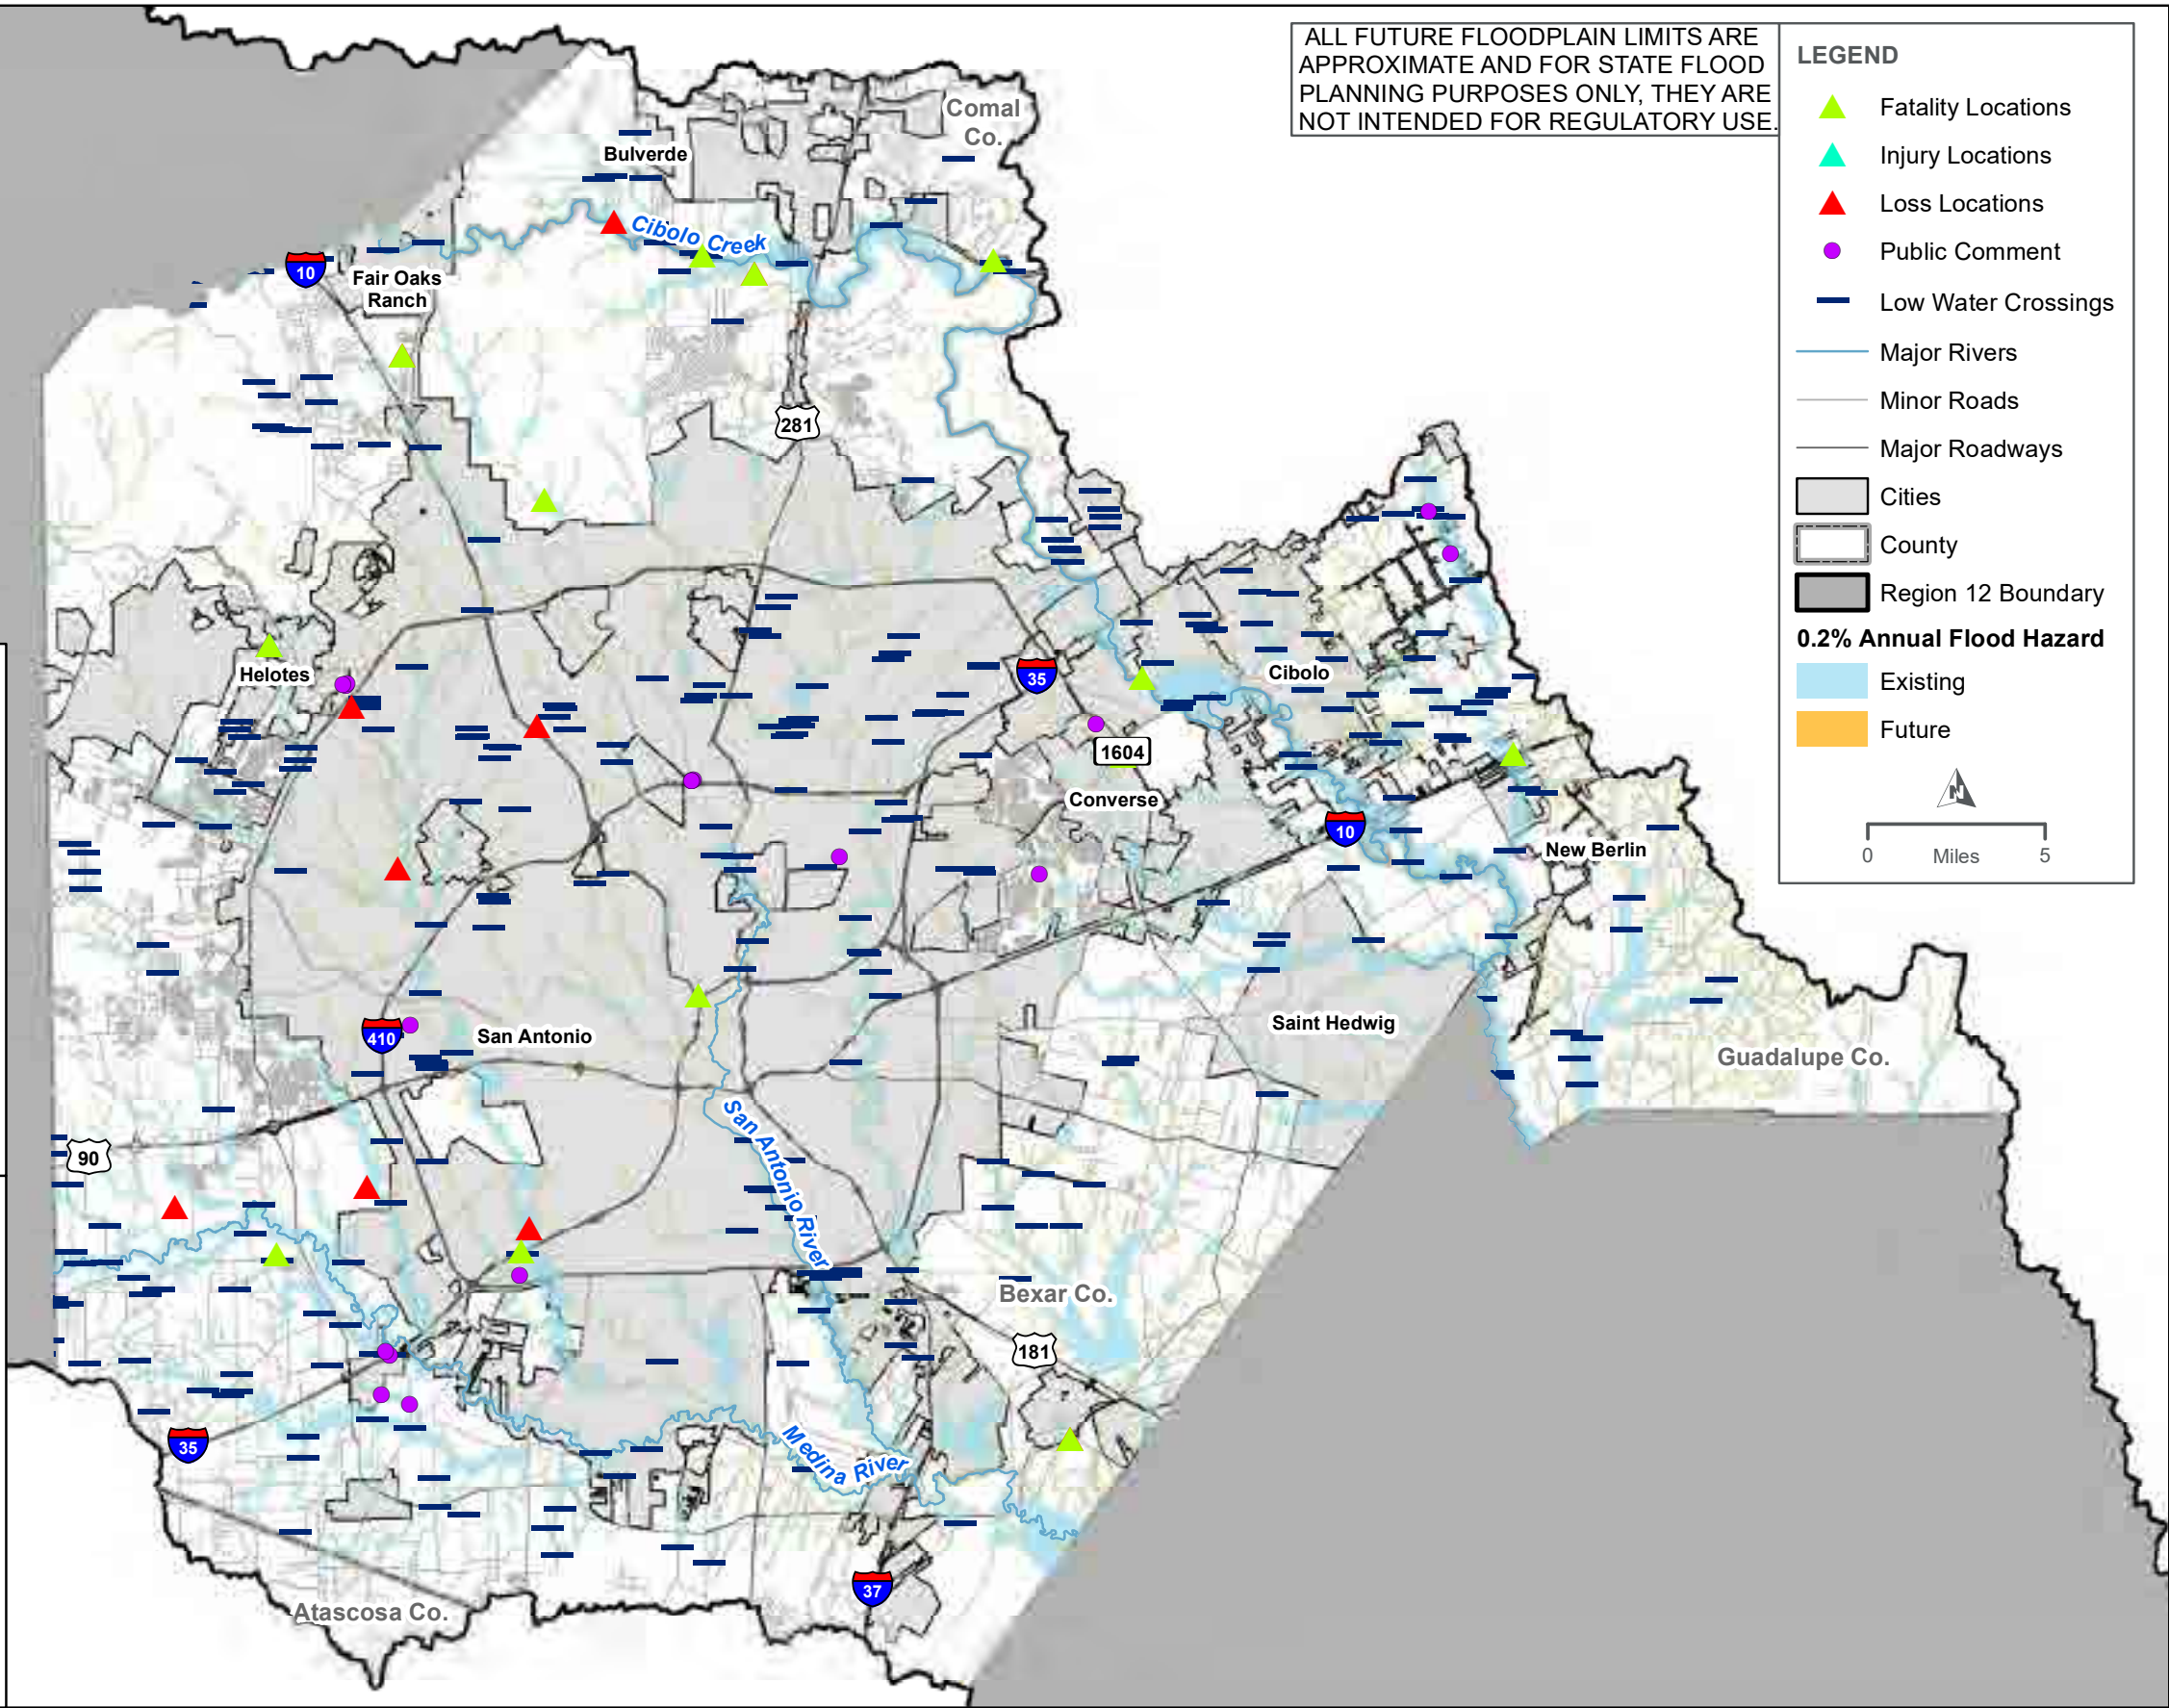 ALL FUTURE FLOODPLAIN LIMITS ARE
APPROXIMATE AND FOR STATE FLOOD
PLANNING PURPOSES ONLY, THEY ARE
NOT INTENDED FOR REGULATORY USE.
LEGEND
Fatality Locations
Injury Locations
Loss Locations
Public Comment
Low Water Crossings
Major Rivers
Minor Roads
Major Roadways
Cities
County
Region 12 Boundary
0.2% Annual Flood Hazard
Existing
Future
N
0 Miles 5
Comal
Co.
Bulverde
Cibolo Creek
10
Fair Oaks
Ranch
281
Helotes
35
Cibolo
1604
Converse
10
New Berlin
410
San Antonio
Saint Hedwig
Guadalupe Co.
San Antonio River
90
Bexar Co.
181
35
Medina River
37
Atascosa Co.